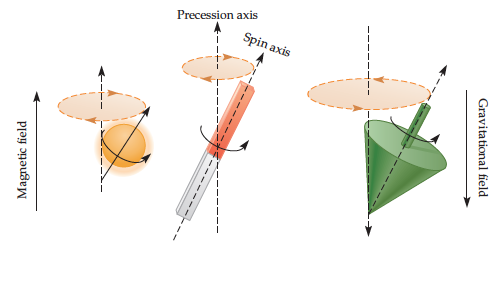 Precession axis
Spin axis
Magnetic field
Gravitational field